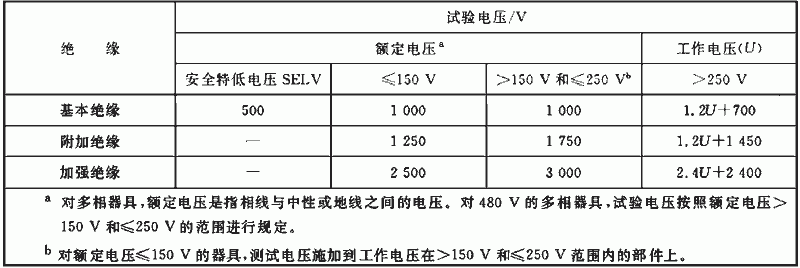 绝 缘
试验电压/V
额定电压a
工作电压(U)
安全特低电压 SELV
≤150 V
>150 V 和≤250 Vb
>250 V
基本绝缘 500 1 000 1 000 1.2U+700
附加绝缘 — 1 250 1 750 1.2U+1 450
加强绝缘 — 2 500 3 000 2.4U+2 400
a 对多相器具,额定电压是指相线与中性或地线之间的电压。对 480 V 的多相器具,试验电压按照额定电压>
150 V 和≤250 V 的范围进行规定。
b 对额定电压≤150 V 的器具,测试电压施加到工作电压在>150 V 和≤250 V 范围内的部件上。